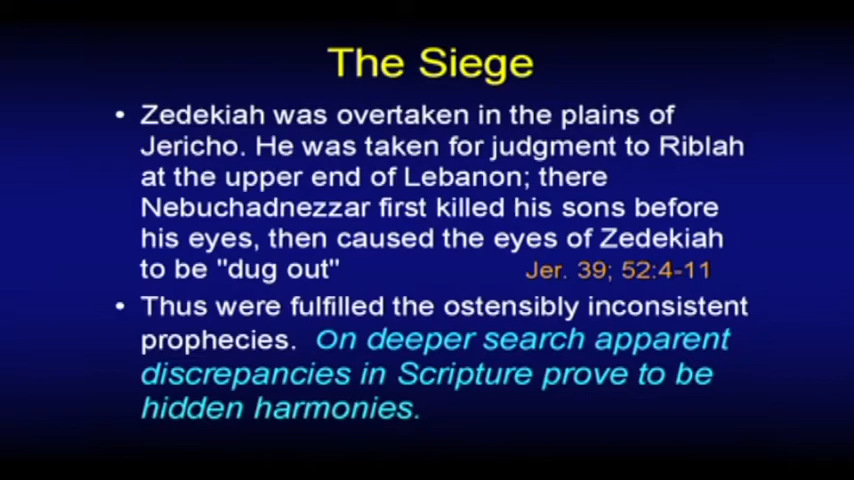 The Siege
• Zedekiah was overtaken in the plains of
Jericho. He was taken for judgment to Riblah
at the upper end of Lebanon; there
Nebuchadnezzar first killed his sons before
his eyes, then caused the eyes of Zedekiah
to be "dug out" Jer. 39; 52:4-11
• Thus were fulfilled the ostensibly inconsistent
prophecies. On deeper search apparent
discrepancies in Scripture prove to be
hidden harmonies.